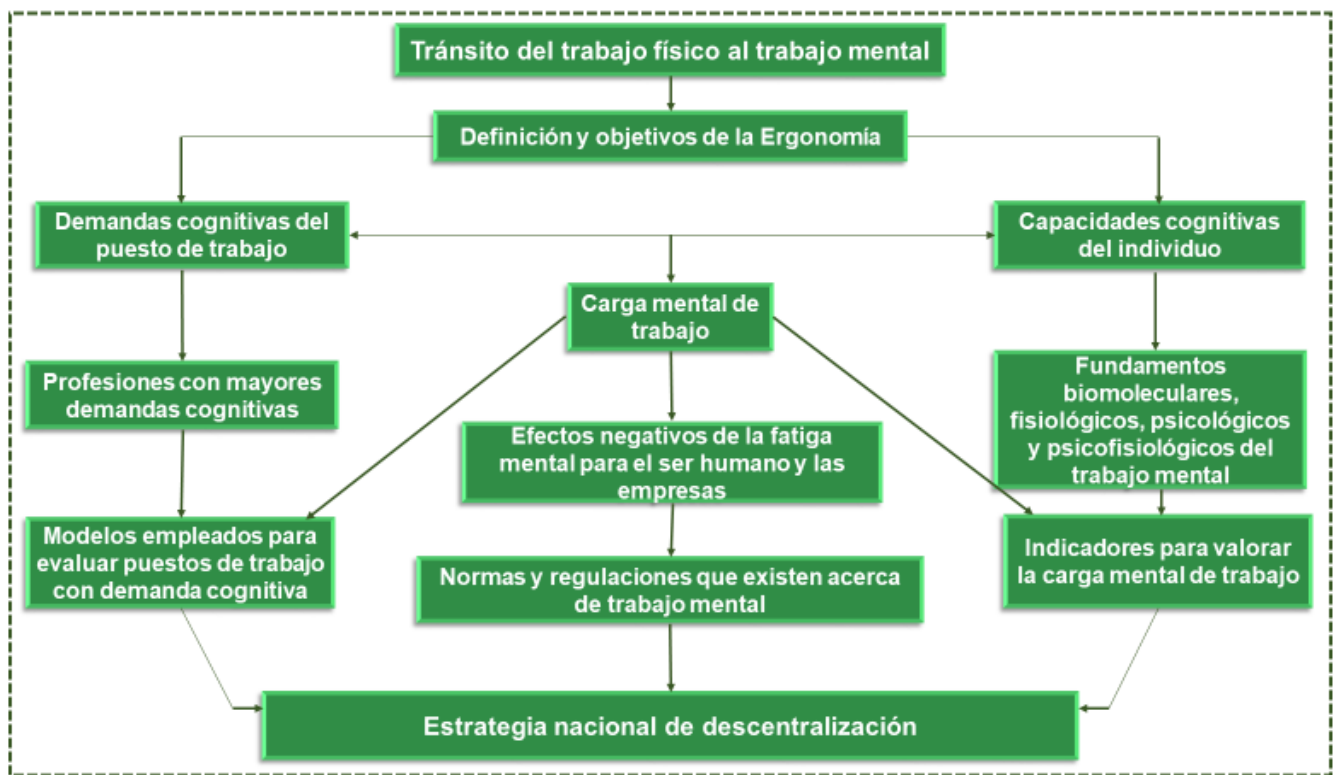 Tránsito del trabajo físico al trabajo mental
Definición y objetivos de la Ergonomía
Demandas cognitivas del
puesto de trabajo
Capacidades cognitivas
del individuo
Carga mental de
trabajo
Profesiones con mayores
demandas cognitivas
Fundamentos
biomoleculares,
fisiológicos, psicológicos
y psicofisiológicos del
trabajo mental
Efectos negativos de la fatiga
mental para el ser humano y las
empresas
Modelos empleados para
evaluar puestos de trabajo
con demanda cognitiva
Normas y regulaciones que existen acerca
de trabajo mental
Indicadores para valorar
la carga mental de trabajo
Estrategia nacional de descentralización